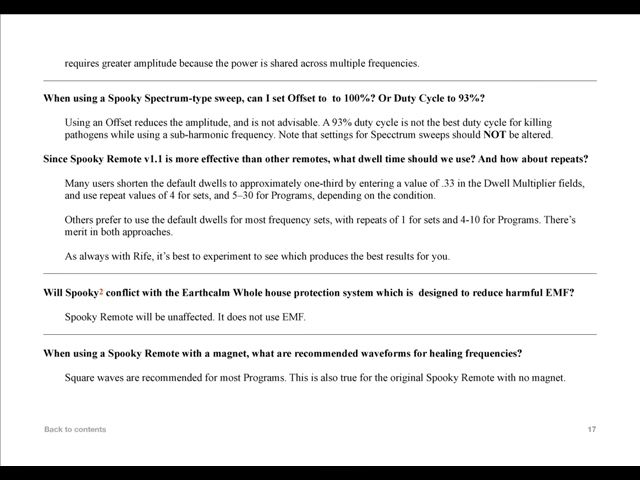 requires greater amplitude because the power is shared across multiple frequencies.
When using a Spooky Spectrum-type sweep, can I set Offset to to 100%? Or Duty Cycle to 93%?
Using an Offset reduces the amplitude, and is not advisable. A 93% duty cycle is not the best duty cycle for killing
pathogens while using a sub-harmonic frequency. Note that settings for Specctrum sweeps should NOT be altered.
Since Spooky Remote v1.1 is more effective than other remotes, what dwell time should we use? And how about repeats?
Many users shorten the default dwells to approximately one-third by entering a value of .33 in the Dwell Multiplier fields,
and use repeat values of 4 for sets, and 5–30 for Programs, depending on the condition.
Others prefer to use the default dwells for most frequency sets, with repeats of 1 for sets and 4-10 for Programs. There's
merit in both approaches.
As always with Rife, it's best to experiment to see which produces the best results for you.
Will Spooky² conflict with the Earthcalm Whole house protection system which is designed to reduce harmful EMF?
Spooky Remote will be unaffected. It does not use EMF.
When using a Spooky Remote with a magnet, what are recommended waveforms for healing frequencies?
Square waves are recommended for most Programs. This is also true for the original Spooky Remote with no magnet.
Back to contents
17